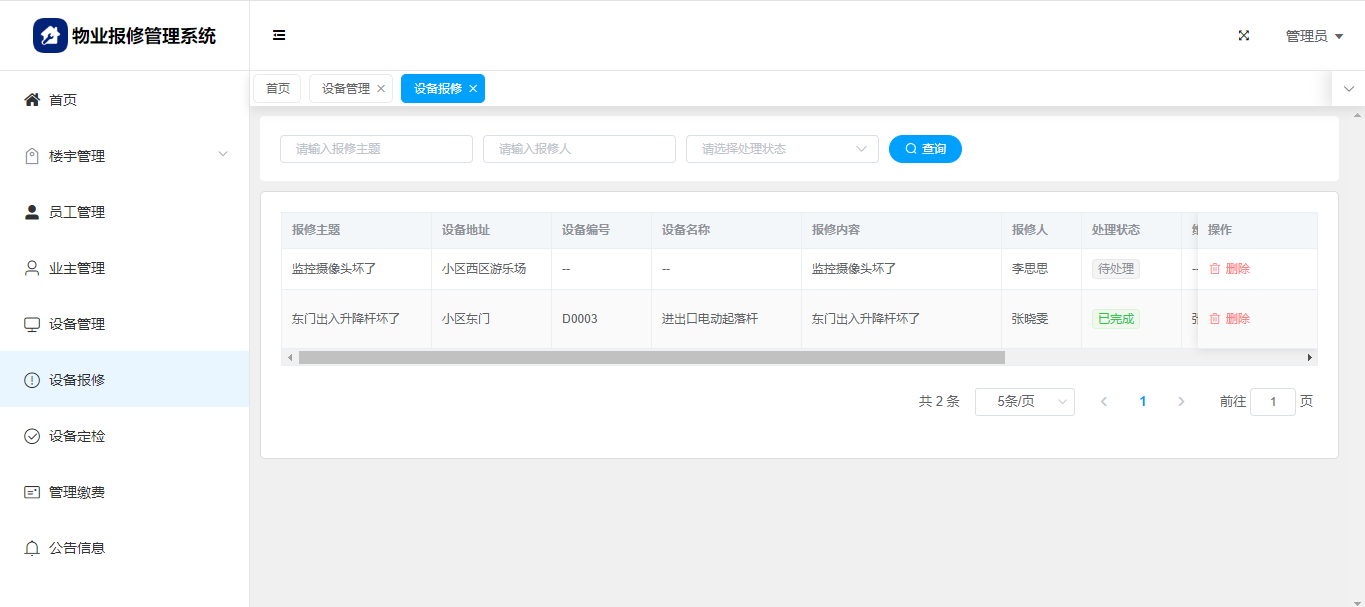 物业报修管理系统
管理员
首页
设备管理
设备报修
首页
楼宇管理
员工管理
业主管理
设备管理
设备报修
设备定检
管理缴费
公告信息
请输入报修主题 请输入报修人 请选择处理状态 查询
报修主题 设备地址 设备编号 设备名称 报修内容 报修人 处理状态 操作
监控摄像头坏了 小区西区游乐场 -- -- 监控摄像头坏了 李思思 待处理 删除
东门出入升降杆坏了 小区东门 D0003 进出口电动起落杆 东门出入升降杆坏了 张晓雯 已完成 删除
共 2 条 5条/页 1 前往 1 页